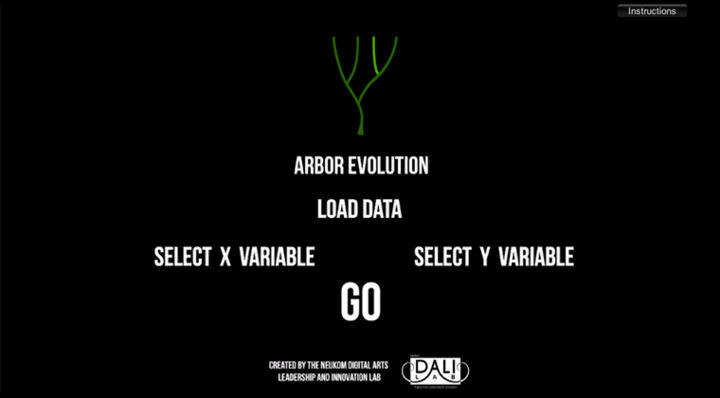 Instructions
ARBOR EVOLUTION
LOAD DATA
SELECT X VARIABLE
SELECT Y VARIABLE
GO
CREATED BY THE NEUKOM DIGITAL ARTS
LEADERSHIP AND INNOVATION LAB
DALI
LAB